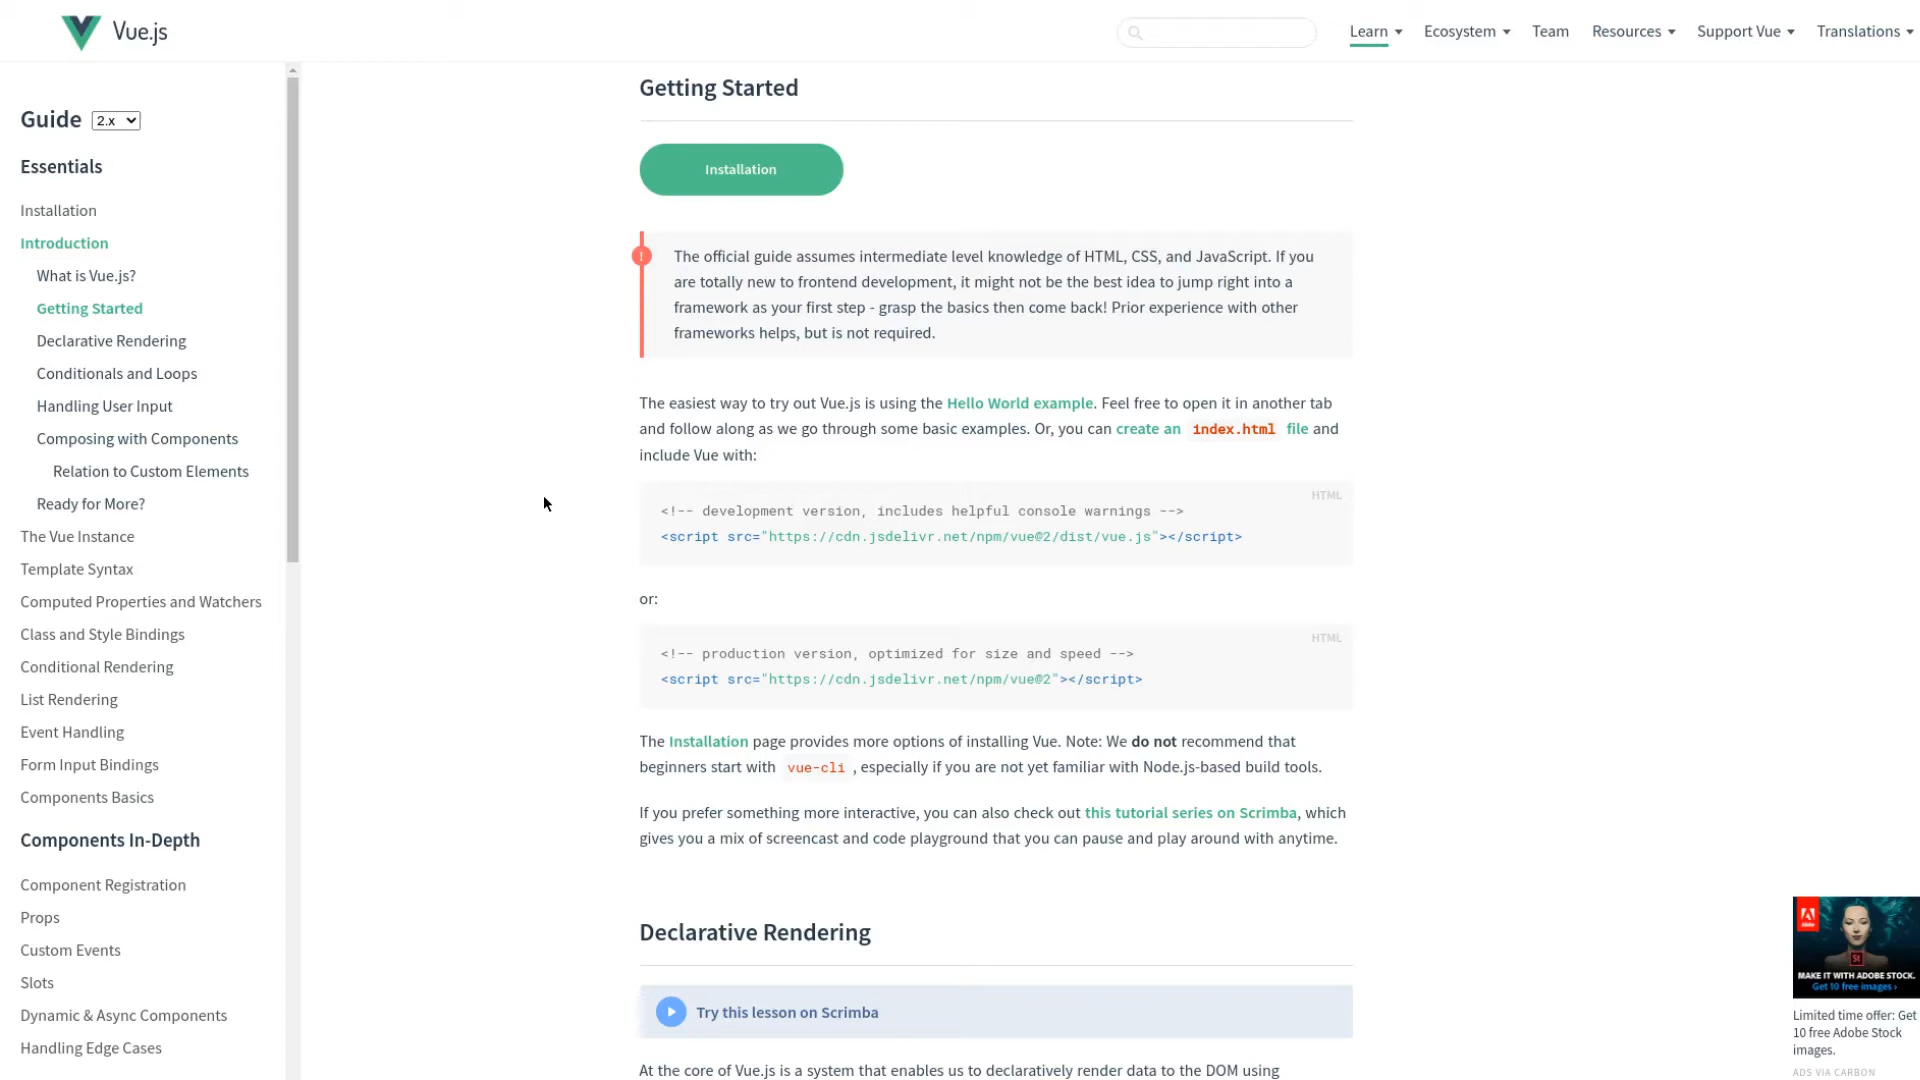 Vue.js
Learn
Ecosystem
Team
Resources
Support Vue
Translations
Guide 2.x
Essentials
Installation
Introduction
What is Vue.js?
Getting Started
Declarative Rendering
Conditionals and Loops
Handling User Input
Composing with Components
Relation to Custom Elements
Ready for More?
The Vue Instance
Template Syntax
Computed Properties and Watchers
Class and Style Bindings
Conditional Rendering
List Rendering
Event Handling
Form Input Bindings
Components Basics
Components In-Depth
Component Registration
Props
Custom Events
Slots
Dynamic & Async Components
Handling Edge Cases
Getting Started
Installation
!
The official guide assumes intermediate level knowledge of HTML, CSS, and JavaScript. If you
are totally new to frontend development, it might not be the best idea to jump right into a
framework as your first step - grasp the basics then come back! Prior experience with other
frameworks helps, but is not required.
The easiest way to try out Vue.js is using the Hello World example. Feel free to open it in another tab
and follow along as we go through some basic examples. Or, you can create an index.html file and
include Vue with:
HTML
<!-- development version, includes helpful console warnings -->
<script src="https://cdn.jsdelivr.net/npm/vue@2/dist/vue.js"></script>
or:
HTML
<!-- production version, optimized for size and speed -->
<script src="https://cdn.jsdelivr.net/npm/vue@2"></script>
The Installation page provides more options of installing Vue. Note: We do not recommend that
beginners start with vue-cli , especially if you are not yet familiar with Node.js-based build tools.
If you prefer something more interactive, you can also check out this tutorial series on Scrimba, which
gives you a mix of screencast and code playground that you can pause and play around with anytime.
Declarative Rendering
Try this lesson on Scrimba
At the core of Vue.js is a system that enables us to declaratively render data to the DOM using
St
MAKE IT WITH ADOBE STOCK.
Get 10 free images ›
Limited time offer: Get
10 free Adobe Stock
images.
ADS VIA CARBON